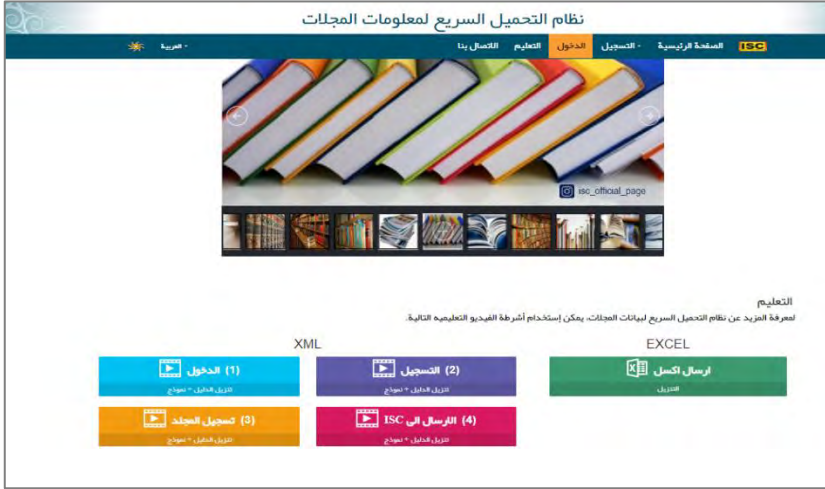 نظام التحميل السريع لمعلومات المجلات
ISC الصفحة الرئيسية التسجيل الدخول التعليم الاتصال بنا العربية
isc_official_page
التعليم
لمعرفة المزيد عن نظام التحميل السريع لبيانات المجلات، يمكن إستخدام أشرطة الفيديو التعليميه التالية.
EXCEL XML
ارسال اكسل
التنزيل
(2) التسجيل
تنزيل الدليل + نموذج
(1) الدخول
تنزيل الدليل + نموذج
(4) الارسال الى ISC
تنزيل الدليل + نموذج
(3) تسجيل المجلد
تنزيل الدليل + نموذج